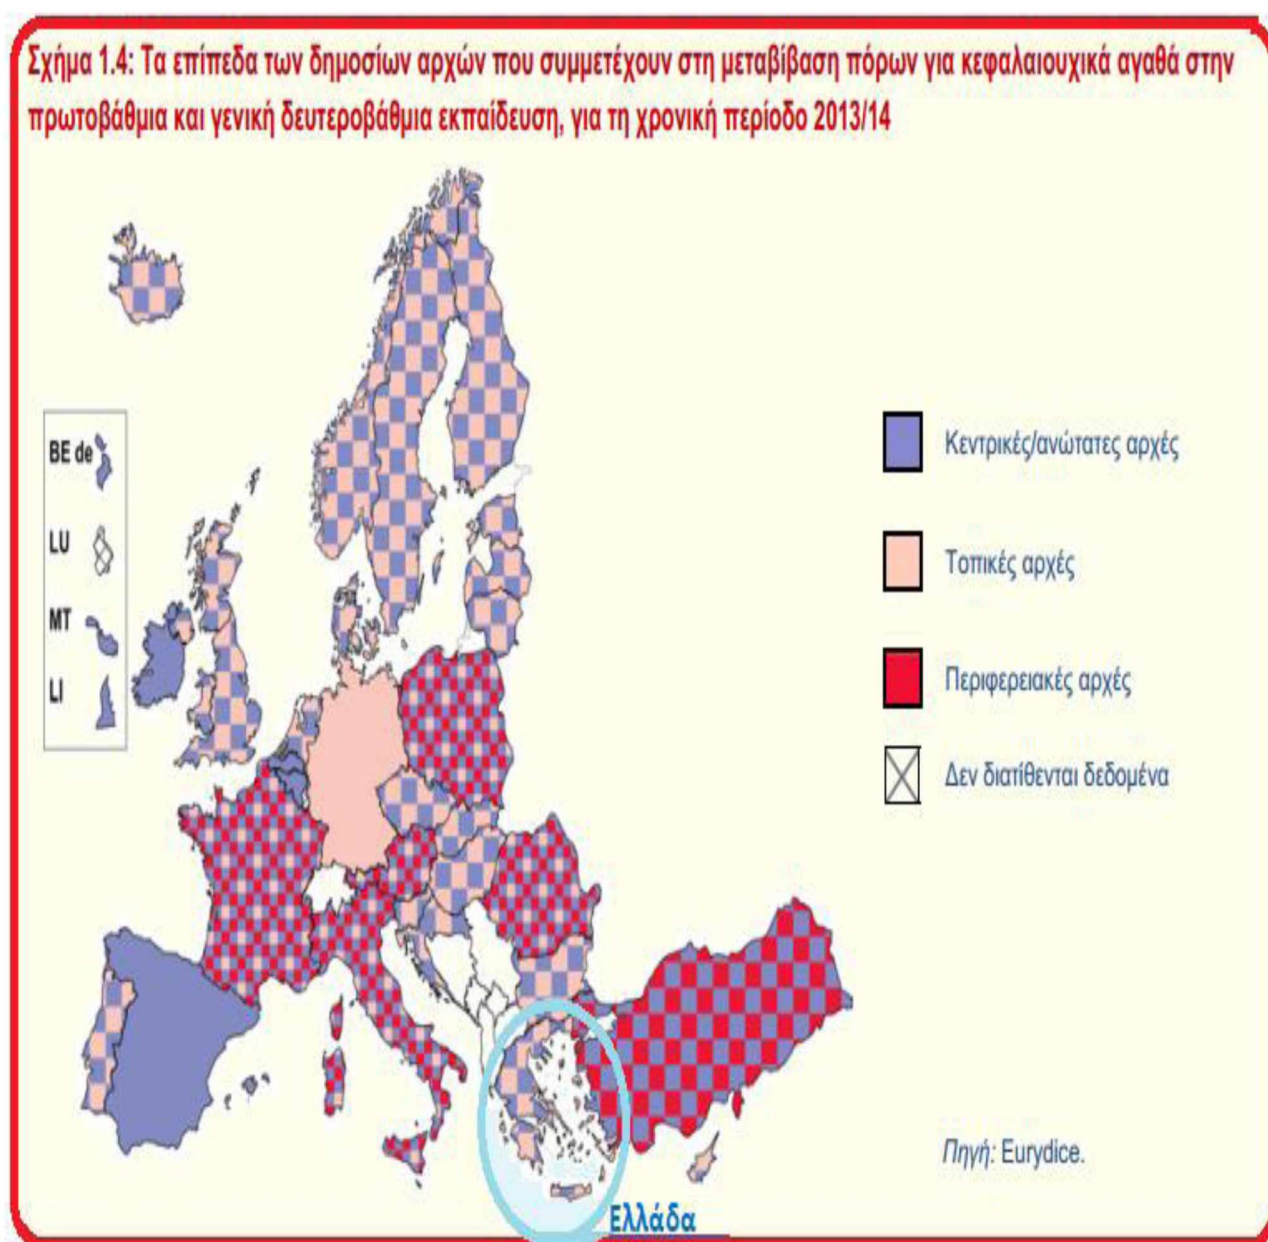 Σχήμα 1.4: Τα επίπεδα των δημοσίων αρχών που συμμετέχουν στη μεταβίβαση πόρων για κεφαλαιουχικά αγαθά στην
πρωτοβάθμια και γενική δευτεροβάθμια εκπαίδευση, για τη χρονική περίοδο 2013/14
BE de
LU
MT
LI
Κεντρικές/ανώτατες αρχές
Τοπικές αρχές
Περιφερειακές αρχές
Δεν διατίθενται δεδομένα
Πηγή: Eurydice.
Ελλάδα